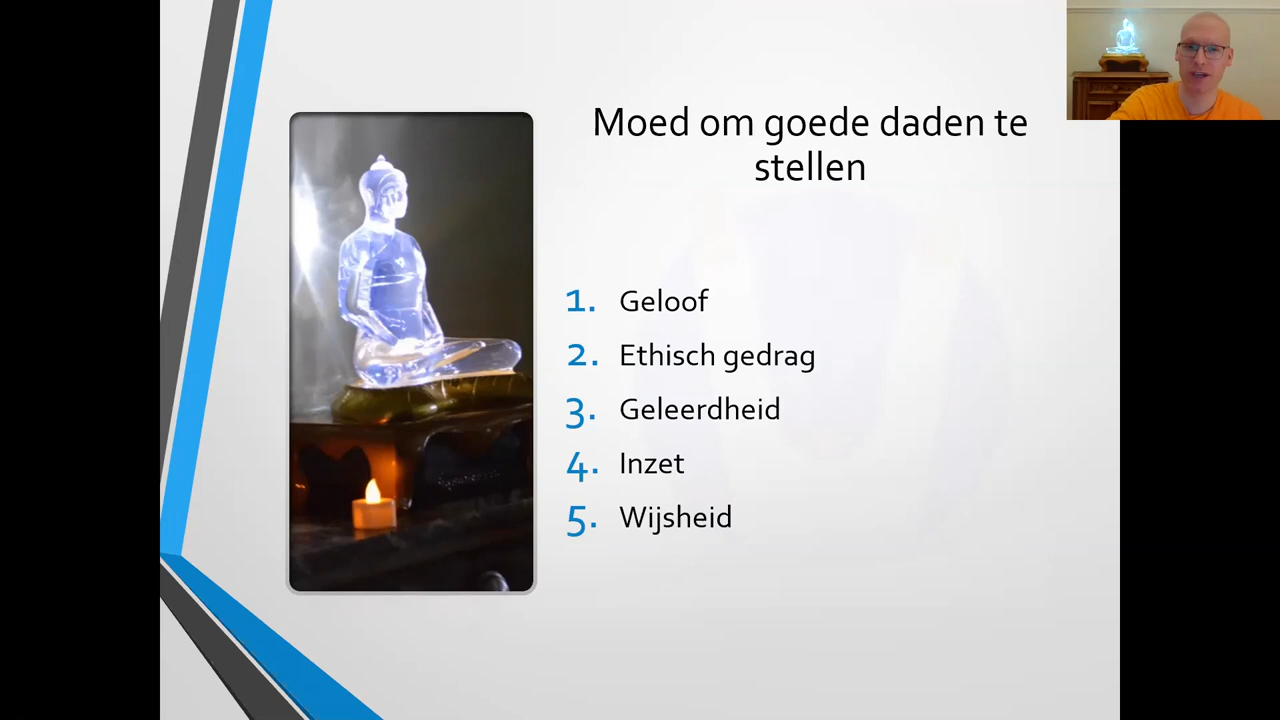 Moed om goede daden te
stellen
1. Geloof
2. Ethisch gedrag
3. Geleerdheid
4. Inzet
5. Wijsheid